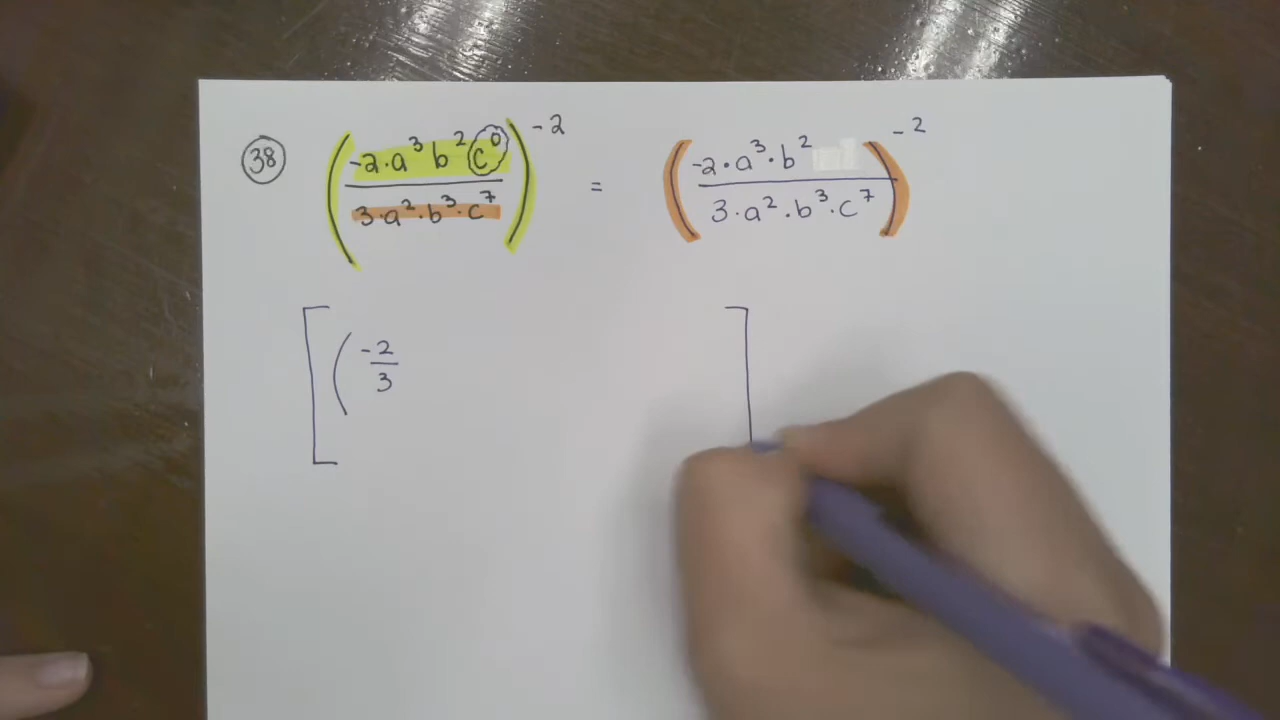 38 (-2·a³ b² c⁰ / 3·a²·b³·c⁷)⁻² = (-2·a³·b² / 3·a²·b³·c⁷)⁻²
[(-2/3 ]